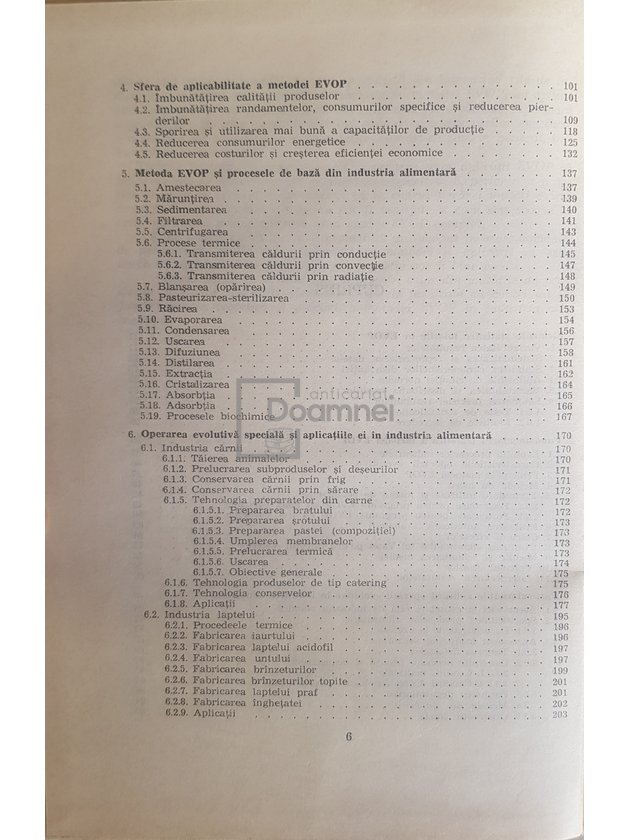 4. Sfera de aplicabilitate a metodei EVOP . . . . . . . . . . . . . . . 101
4.1. Îmbunătățirea calității produselor . . . . . . . . . . . . . . . 101
4.2. Îmbunătățirea randamentelor, consumurilor specifice și reducerea pier-
derilor . . . . . . . . . . . . . . . 109
4.3. Sporirea și utilizarea mai bună a capacităților de producție . . . . . 118
4.4. Reducerea consumurilor energetice . . . . . . . . . . . . . . . 125
4.5. Reducerea costurilor și creșterea eficienței economice . . . . . . . 132
5. Metoda EVOP și procesele de bază din industria alimentară . . . . . . . 137
5.1. Amestecarea . . . . . . . . . . . . . . . 137
5.2. Mărunțirea . . . . . . . . . . . . . . . 139
5.3. Sedimentarea . . . . . . . . . . . . . . . 140
5.4. Filtrarea . . . . . . . . . . . . . . . 141
5.5. Centrifugarea . . . . . . . . . . . . . . . 143
5.6. Procese termice . . . . . . . . . . . . . . . 144
5.6.1. Transmiterea căldurii prin conducție . . . . . . . . . . 145
5.6.2. Transmiterea căldurii prin convecție . . . . . . . . . . 147
5.6.3. Transmiterea căldurii prin radiație . . . . . . . . . . 148
5.7. Blanșarea (opărirea) . . . . . . . . . . . . . . . 149
5.8. Pasteurizarea-sterilizarea . . . . . . . . . . . . . . . 150
5.9. Răcirea . . . . . . . . . . . . . . . 153
5.10. Evaporarea . . . . . . . . . . . . . . . 154
5.11. Condensarea . . . . . . . . . . . . . . . 156
5.12. Uscarea . . . . . . . . . . . . . . . 157
5.13. Difuziunea . . . . . . . . . . . . . . . 158
5.14. Distilarea . . . . . . . . . . . . . . . 161
5.15. Extracția . . . . . . . . . . . . . . . 162
5.16. Cristalizarea . . . . . . . . . . . . . . . 164
5.17. Absorbția . . . . . . . . . . . . . . . 165
5.18. Adsorbția . . . . . . . . . . . . . . . 166
5.19. Procesele biochimice . . . . . . . . . . . . . . . 167
anticariat
Doamnei
6. Operarea evolutivă specială și aplicațiile ei în industria alimentară . . . . 170
6.1. Industria cărnii . . . . . . . . . . . . . . . 170
6.1.1. Tăierea animalelor . . . . . . . . . . . . . . . 170
6.1.2. Prelucrarea subproduselor și deșeurilor . . . . . . . . . . 171
6.1.3. Conservarea cărnii prin frig . . . . . . . . . . . . . . . 171
6.1.4. Conservarea cărnii prin sărare . . . . . . . . . . . . . . . 172
6.1.5. Tehnologia preparatelor din carne . . . . . . . . . . 172
6.1.5.1. Prepararea bratului . . . . . . . . . . 172
6.1.5.2. Prepararea șrotului . . . . . . . . . . 173
6.1.5.3. Prepararea pastei (compoziției) . . . . . . . . . . 173
6.1.5.4. Umplerea membranelor . . . . . . . . . . 173
6.1.5.5. Prelucrarea termică . . . . . . . . . . 173
6.1.5.6. Uscarea . . . . . . . . . . 174
6.1.5.7. Obiective generale . . . . . . . . . . 175
6.1.6. Tehnologia produselor de tip catering . . . . . . . . . . 175
6.1.7. Tehnologia conservelor . . . . . . . . . . 176
6.1.8. Aplicații . . . . . . . . . . 177
6.2. Industria laptelui . . . . . . . . . . . . . . . 195
6.2.1. Procedeele termice . . . . . . . . . . 196
6.2.2. Fabricarea iaurtului . . . . . . . . . . 196
6.2.3. Fabricarea laptelui acidofil . . . . . . . . . . 197
6.2.4. Fabricarea untului . . . . . . . . . . 197
6.2.5. Fabricarea brînzeturilor . . . . . . . . . . 199
6.2.6. Fabricarea brînzeturilor topite . . . . . . . . . . 201
6.2.7. Fabricarea laptelui praf . . . . . . . . . . 201
6.2.8. Fabricarea înghețatei . . . . . . . . . . 202
6.2.9. Aplicații . . . . . . . . . . 203
6